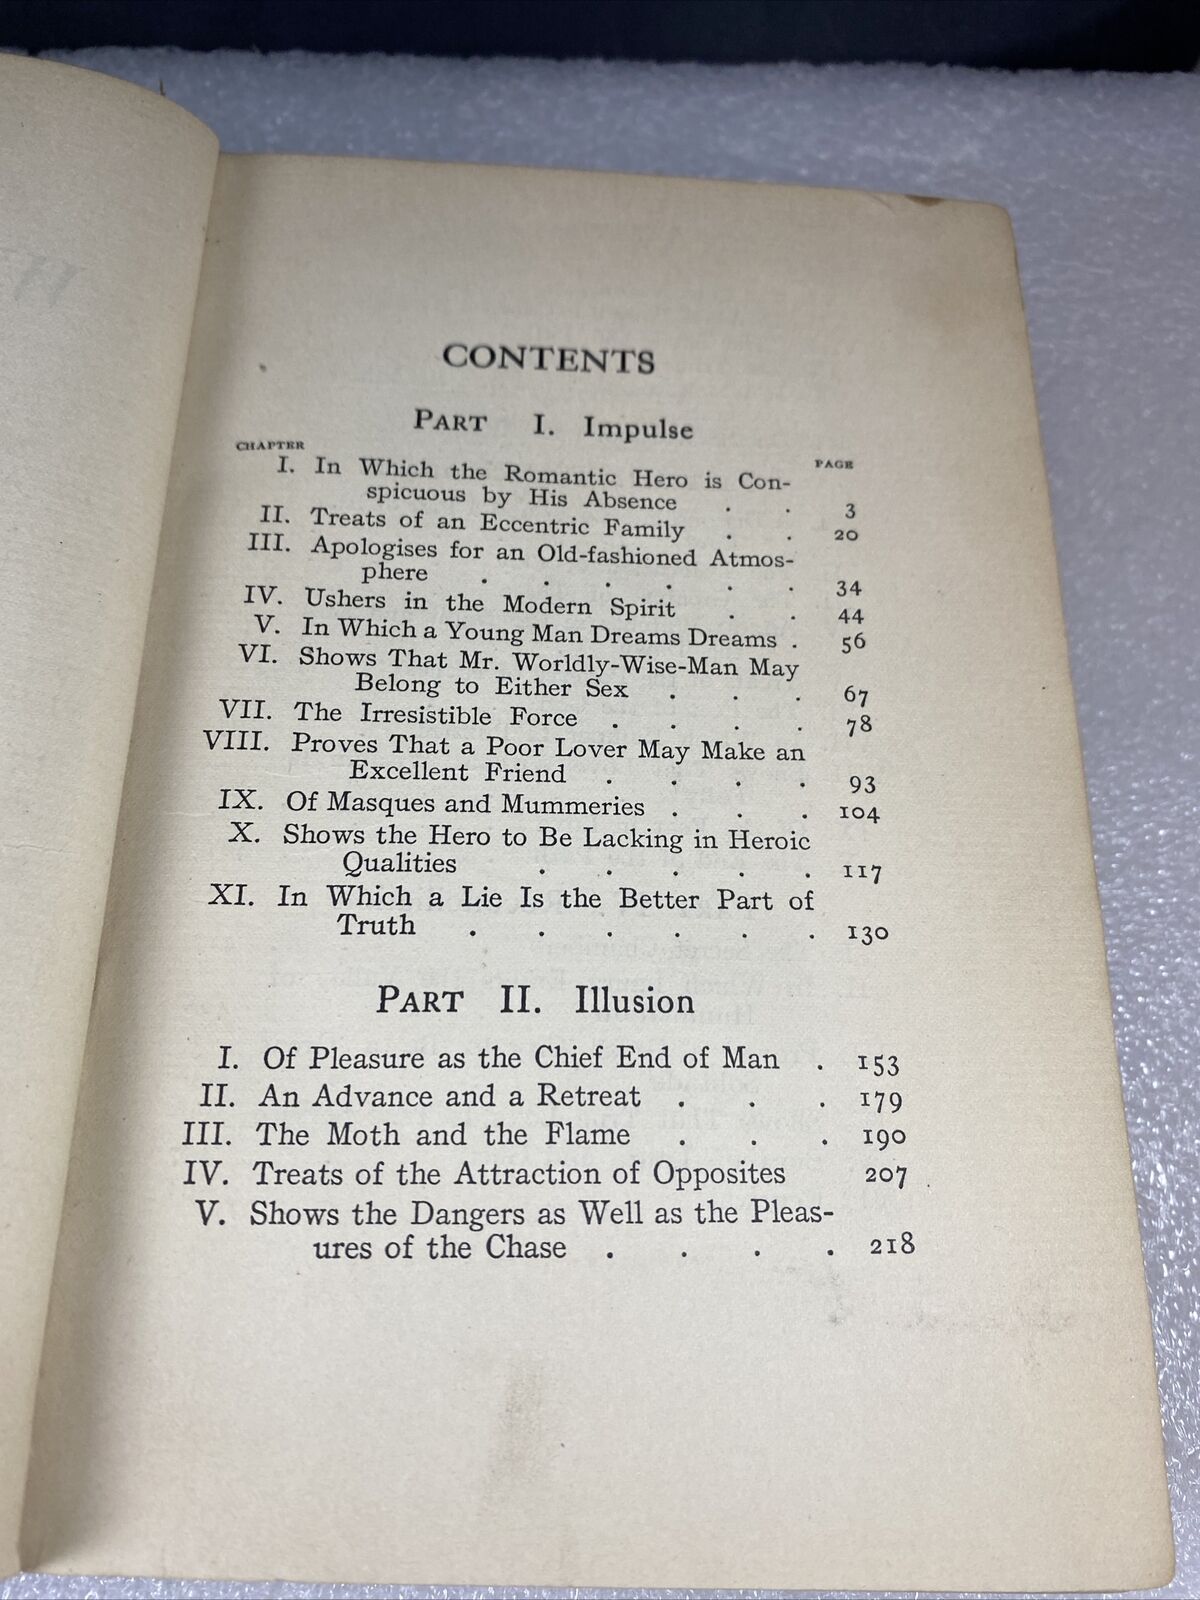 CONTENTS
PART I. Impulse
CHAPTER PAGE
I. In Which the Romantic Hero is Con-
spicuous by His Absence . . 3
II. Treats of an Eccentric Family . . 20
III. Apologises for an Old-fashioned Atmos-
phere . . . . . . 34
IV. Ushers in the Modern Spirit . . 44
V. In Which a Young Man Dreams Dreams . 56
VI. Shows That Mr. Worldly-Wise-Man May
Belong to Either Sex . . . 67
VII. The Irresistible Force . . . . 78
VIII. Proves That a Poor Lover May Make an
Excellent Friend . . . . 93
IX. Of Masques and Mummeries . . . 104
X. Shows the Hero to Be Lacking in Heroic
Qualities . . . . . 117
XI. In Which a Lie Is the Better Part of
Truth . . . . . . 130
PART II. Illusion
I. Of Pleasure as the Chief End of Man . 153
II. An Advance and a Retreat . . . 179
III. The Moth and the Flame . . . 190
IV. Treats of the Attraction of Opposites 207
V. Shows the Dangers as Well as the Pleas-
ures of the Chase . . . . 218